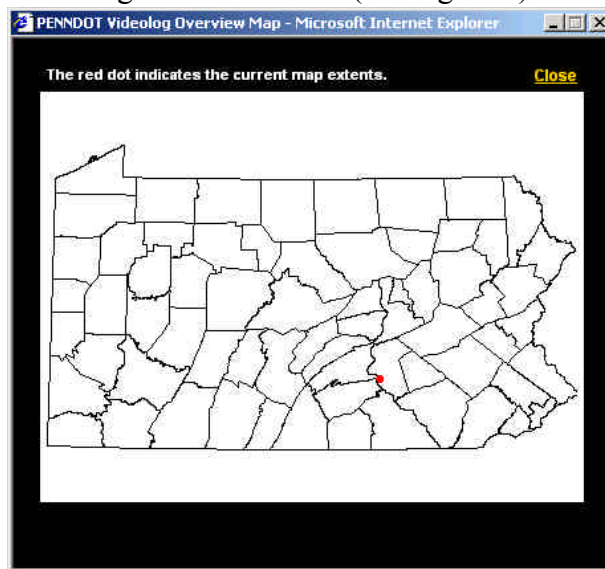 PENNDOT Videolog Overview Map - Microsoft Internet Explorer
The red dot indicates the current map extents.
Close